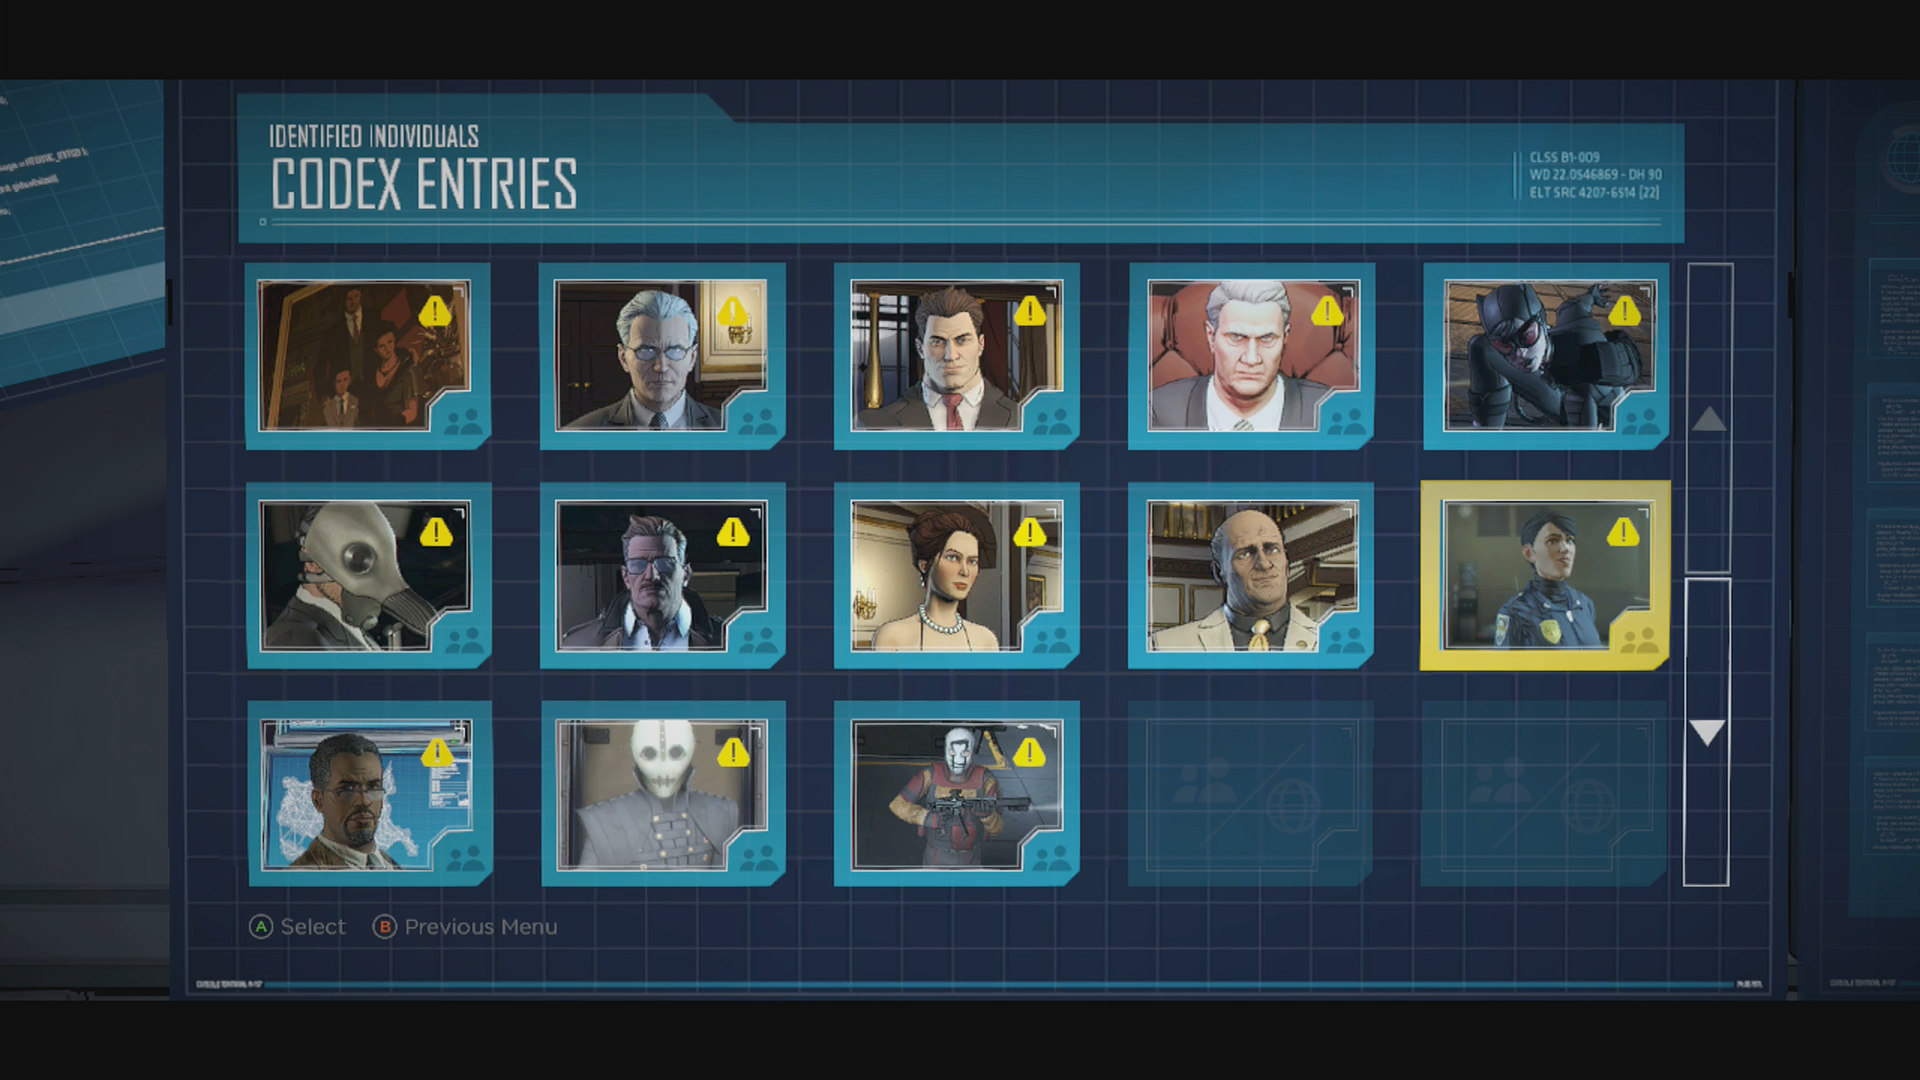 IDENTIFIED INDIVIDUALS
CODEX ENTRIES
CLSS B1-009
WD 22.0546869 - DH 90
ELT SRC 4207-6514 [22]
A Select B Previous Menu